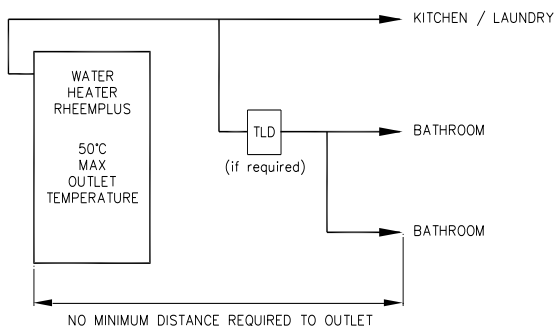 KITCHEN / LAUNDRY
WATER
HEATER
RHEEMPLUS
50°C
MAX
OUTLET
TEMPERATURE
TLD
(if required)
BATHROOM
BATHROOM
NO MINIMUM DISTANCE REQUIRED TO OUTLET